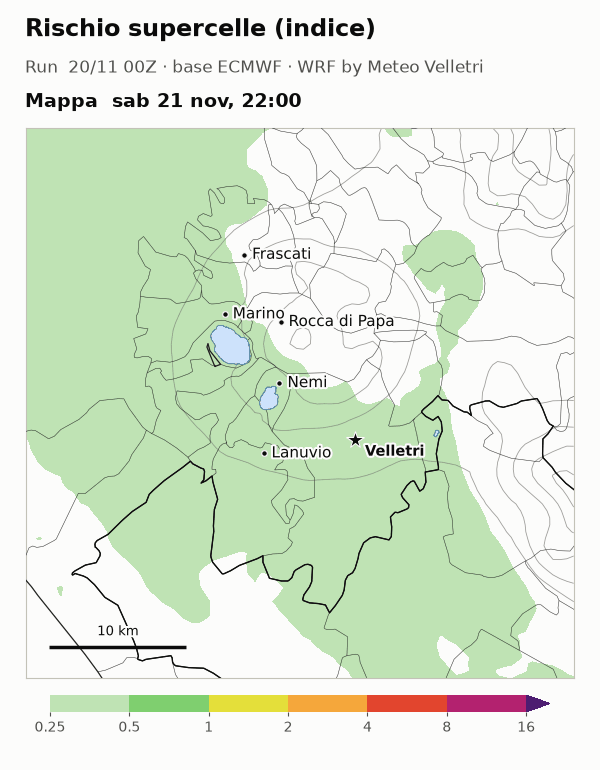 Rischio supercelle (indice)
Run  20/11 00Z · base ECMWF · WRF by Meteo Velletri
Mappa  sab 21 nov, 22:00
Frascati
Marino
Rocca di Papa
Nemi
Velletri
Lanuvio
10 km
0.25 0.5 1 2 4 8 16